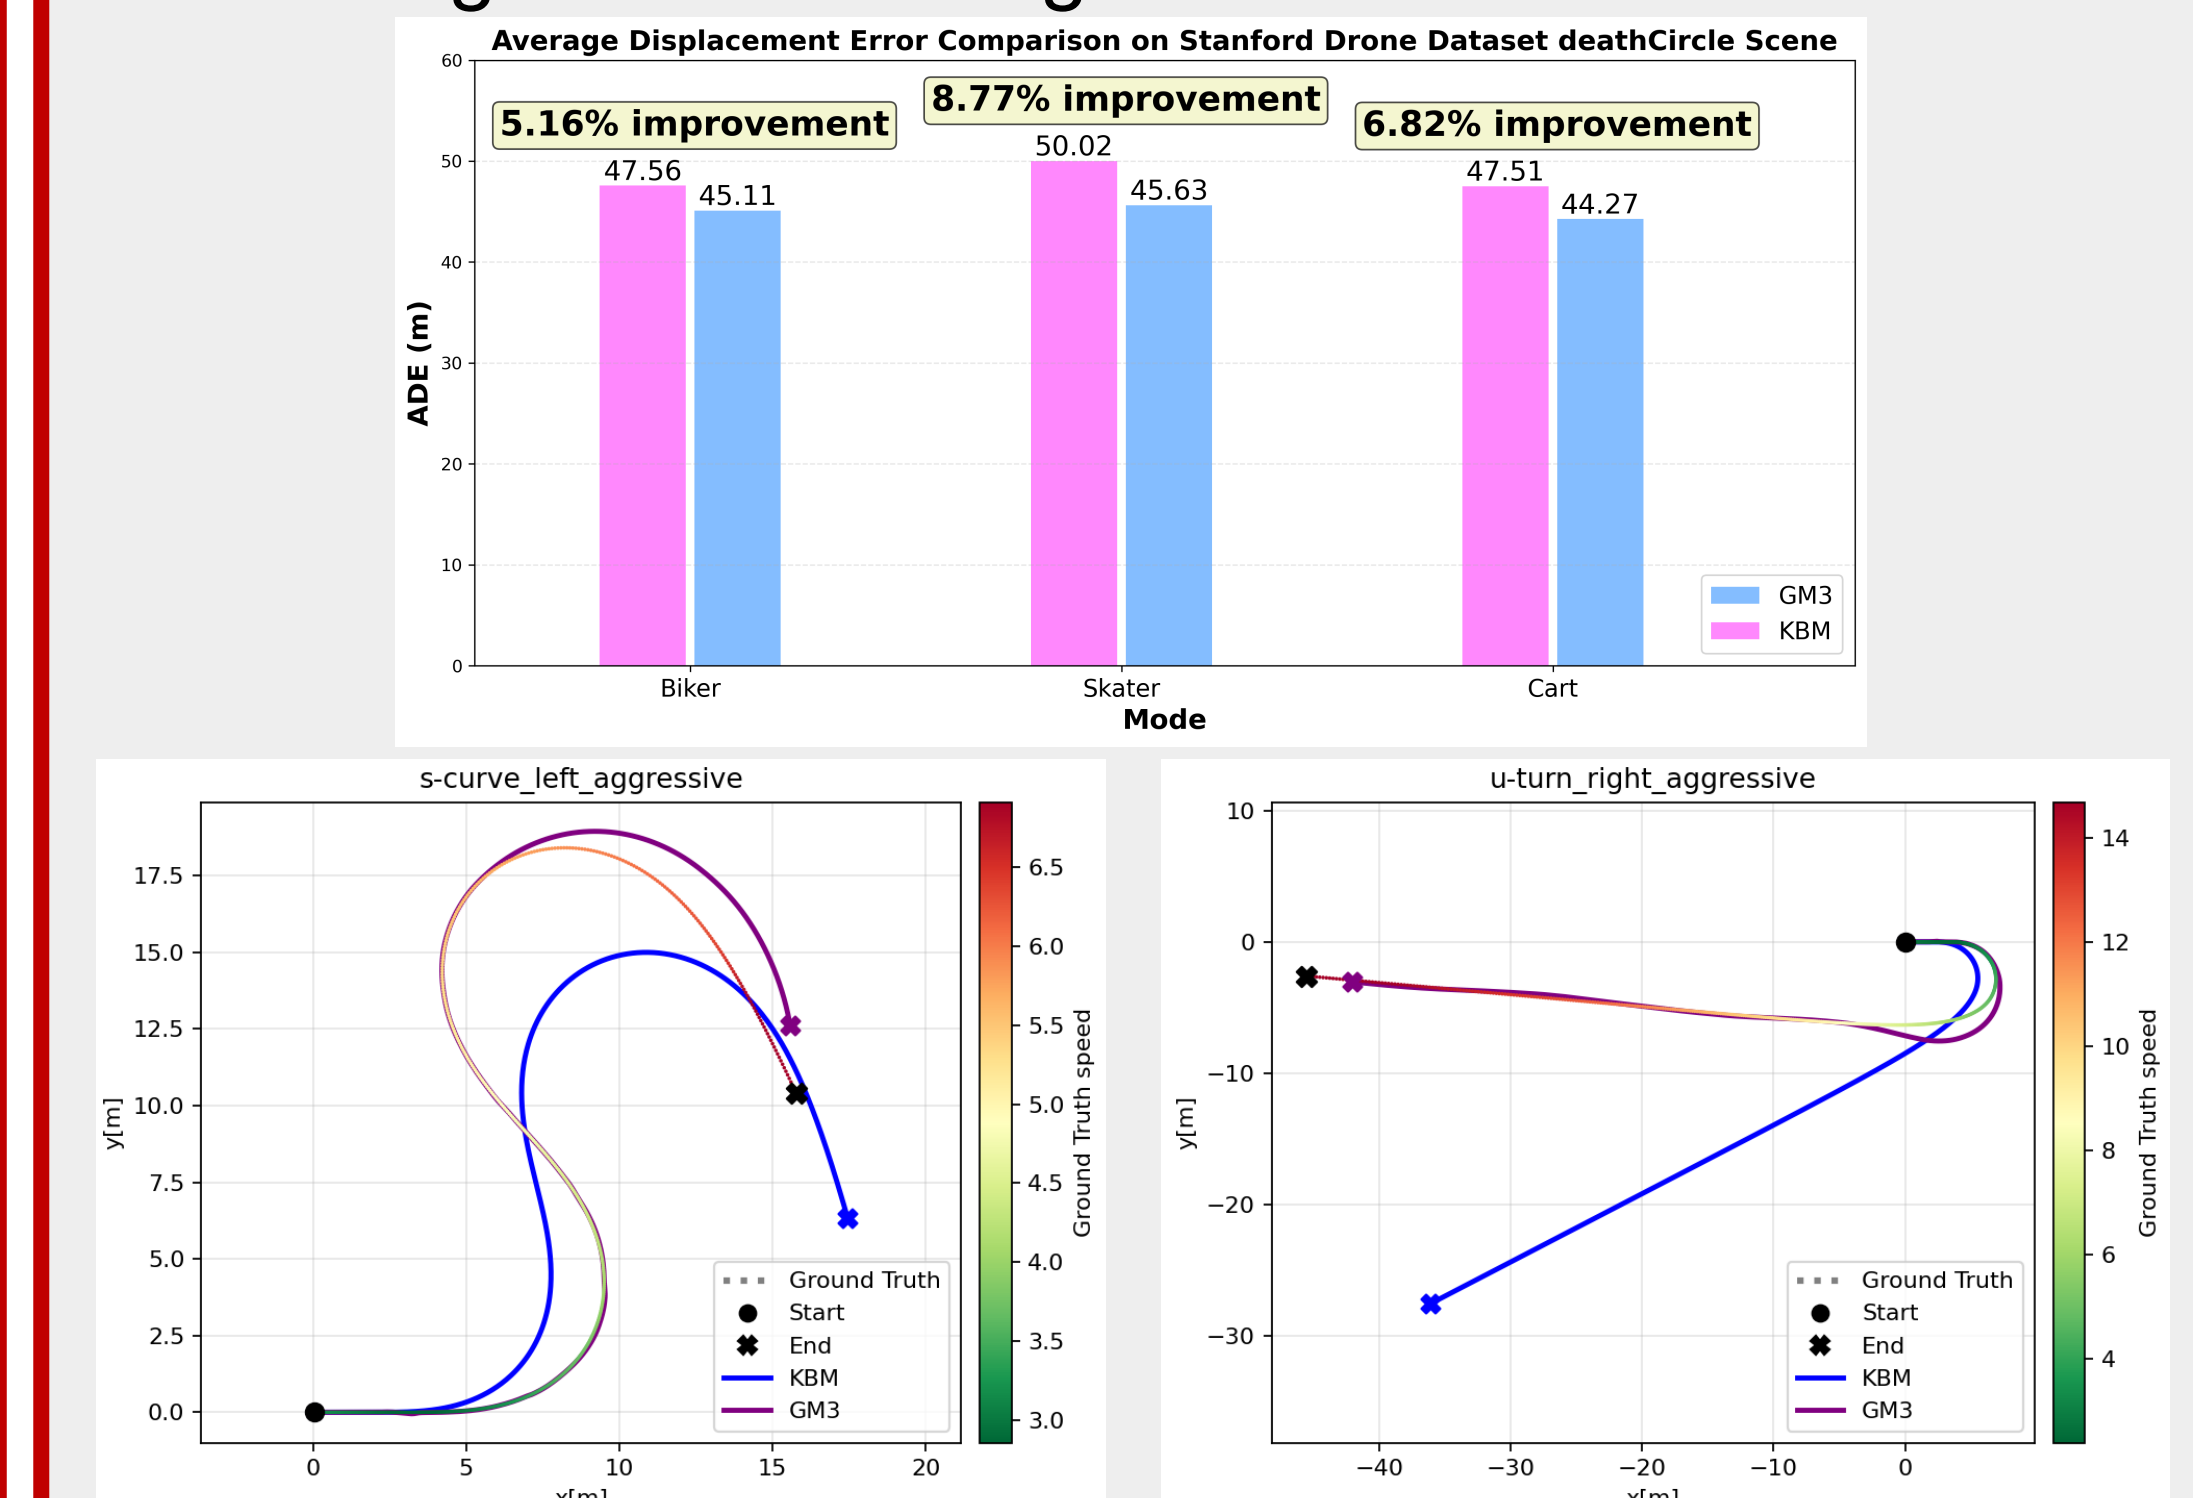 Average Displacement Error Comparison on Stanford Drone Dataset deathCircle Scene
60
50
40
30
20
10
0
ADE (m)
5.16% improvement
8.77% improvement
6.82% improvement
47.56
45.11
50.02
45.63
47.51
44.27
GM3
KBM
Biker
Skater
Cart
Mode
s-curve_left_aggressive
17.5
15.0
12.5
10.0
7.5
5.0
2.5
0.0
y[m]
0
5
10
15
20
x[m]
Ground Truth
Start
End
KBM
GM3
6.5
6.0
5.5
5.0
4.5
4.0
3.5
3.0
Ground Truth speed
u-turn_right_aggressive
10
0
−10
−20
−30
y[m]
−40
−30
−20
−10
0
x[m]
Ground Truth
Start
End
KBM
GM3
14
12
10
8
6
4
Ground Truth speed